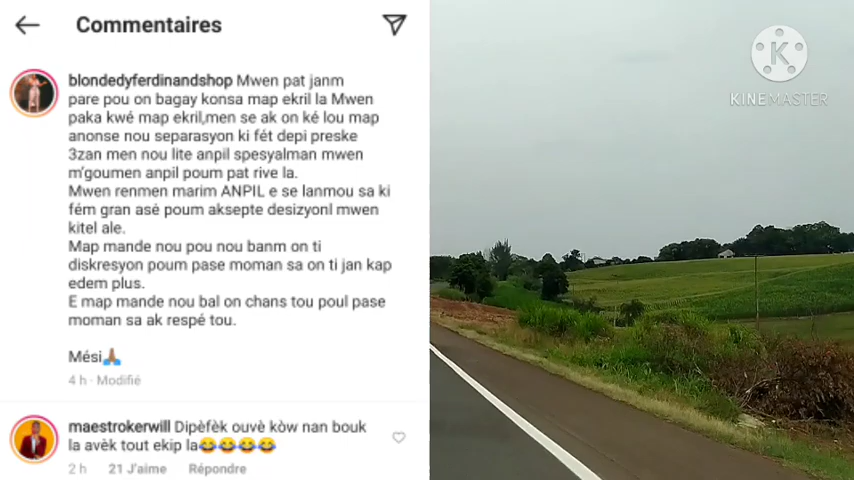 Commentaires
blondedyferdinandshop Mwen pat janm
pare pou on bagay konsa map ekril la Mwen
paka kwé map ekril,men se ak on ké lou map
anonse nou separasyon ki fét depi preske
3zan men nou lite anpil spesyalman mwen
m'goumen anpil poum pat rive la.
Mwen renmen marim ANPIL e se lanmou sa ki
fém gran asé poum aksepte desizyonl mwen
kitel ale.
Map mande nou pou nou banm on ti
diskresyon poum pase moman sa on ti jan kap
edem plus.
E map mande nou bal on chans tou poul pase
moman sa ak respé tou.
Mési🙏🏽
4 h · Modifié
maestrokerwill Dipèfèk ouvè kòw nan bouk
la avèk tout ekip la😂😂😂😂
2 h 21 J'aime Répondre
K
KINEMASTER